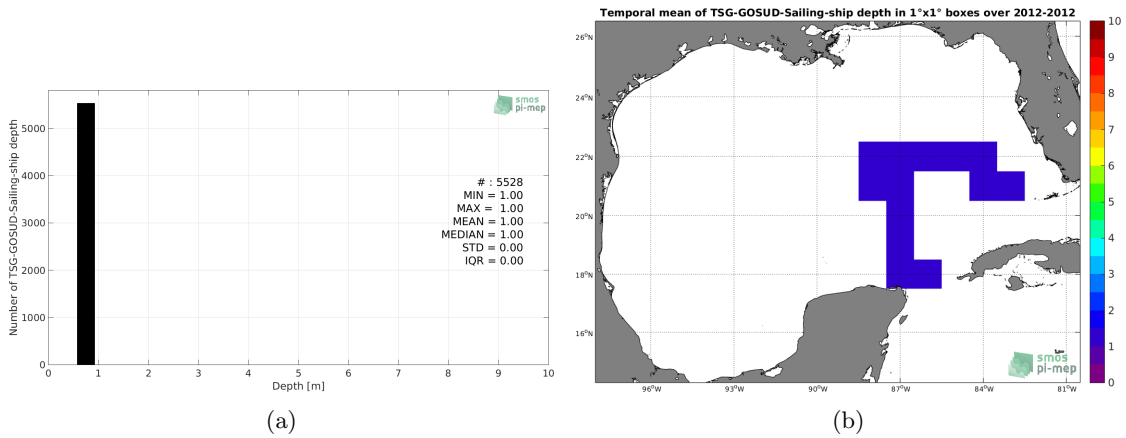 Number of TSG-GOSUD-Sailing-ship depth
5000
4000
3000
2000
1000
0
0 1 2 3 4 5 6 7 8 9 10
Depth [m]
smos
pi-mep
# : 5528
MIN = 1.00
MAX = 1.00
MEAN = 1.00
MEDIAN = 1.00
STD = 0.00
IQR = 0.00
(a)
Temporal mean of TSG-GOSUD-Sailing-ship depth in 1°x1° boxes over 2012-2012
26°N
24°N
22°N
20°N
18°N
16°N
96°W 93°W 90°W 87°W 84°W 81°W
smos
pi-mep
10
9
8
7
6
5
4
3
2
1
0
(b)